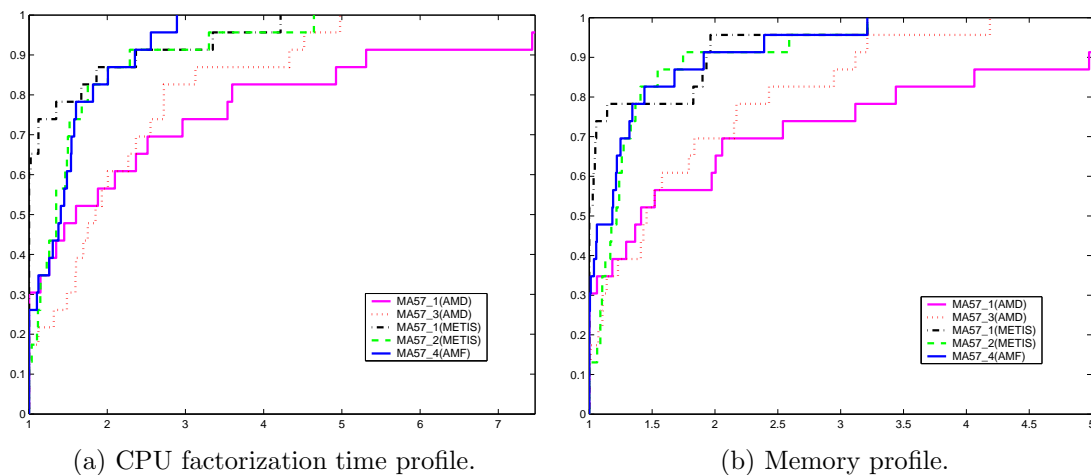 1
0.9
0.8
0.7
0.6
0.5
0.4
0.3
0.2
0.1
0
1 2 3 4 5 6 7
MA57_1(AMD)
MA57_3(AMD)
MA57_1(METIS)
MA57_2(METIS)
MA57_4(AMF)
(a) CPU factorization time profile.
1
0.9
0.8
0.7
0.6
0.5
0.4
0.3
0.2
0.1
0
1 1.5 2 2.5 3 3.5 4 4.5 5
MA57_1(AMD)
MA57_3(AMD)
MA57_1(METIS)
MA57_2(METIS)
MA57_4(AMF)
(b) Memory profile.